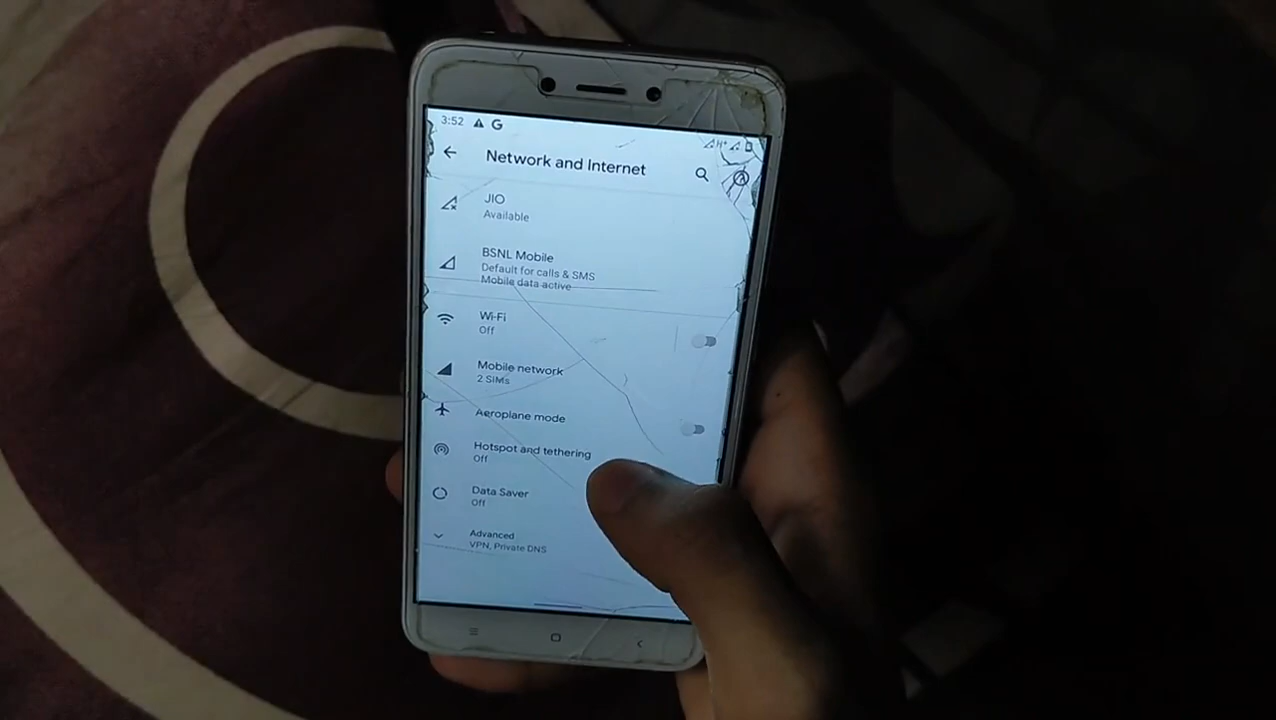 3:52 G
H+
Network and Internet
JIO
Available
BSNL Mobile
Default for calls & SMS
Mobile data active
Wi-Fi
Off
Mobile network
2 SIMs
Aeroplane mode
Hotspot and tethering
Off
Data Saver
Off
Advanced
VPN, Private DNS